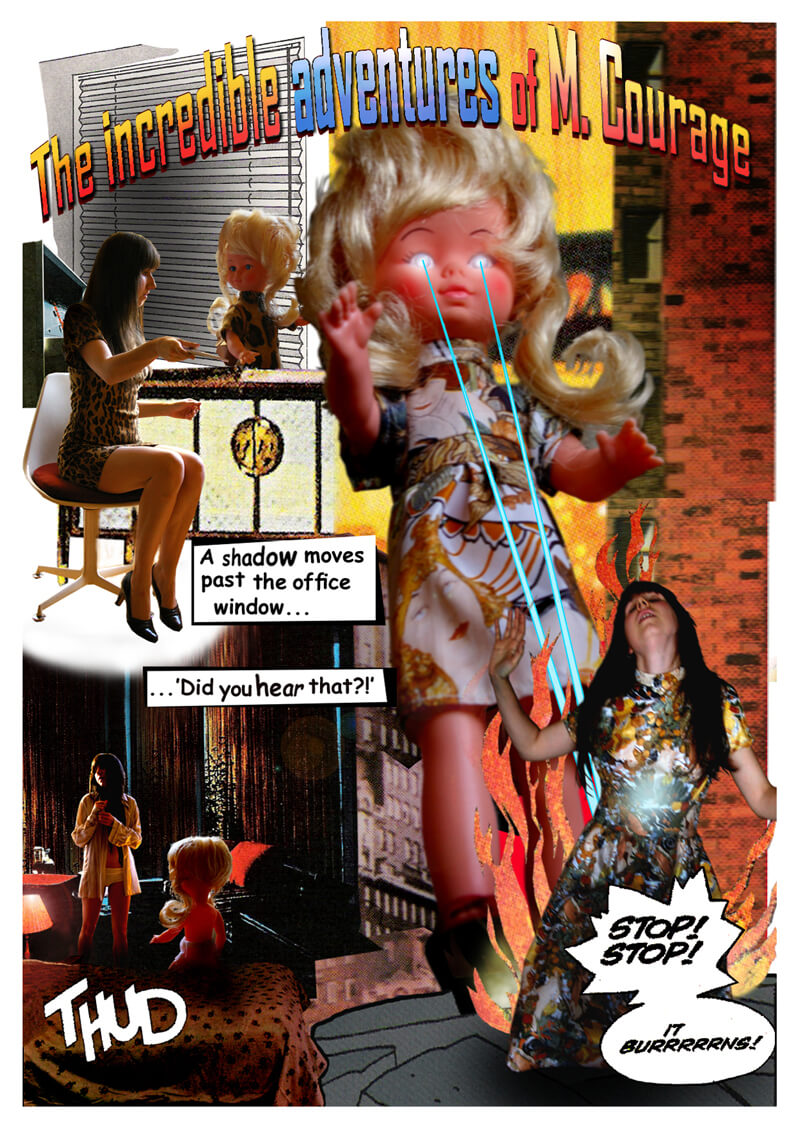 The incredible adventures of M. Courage
A shadow moves
past the office
window...
...'Did you hear that?!'
THUD
STOP!
STOP!
IT
BURRRRRNS!